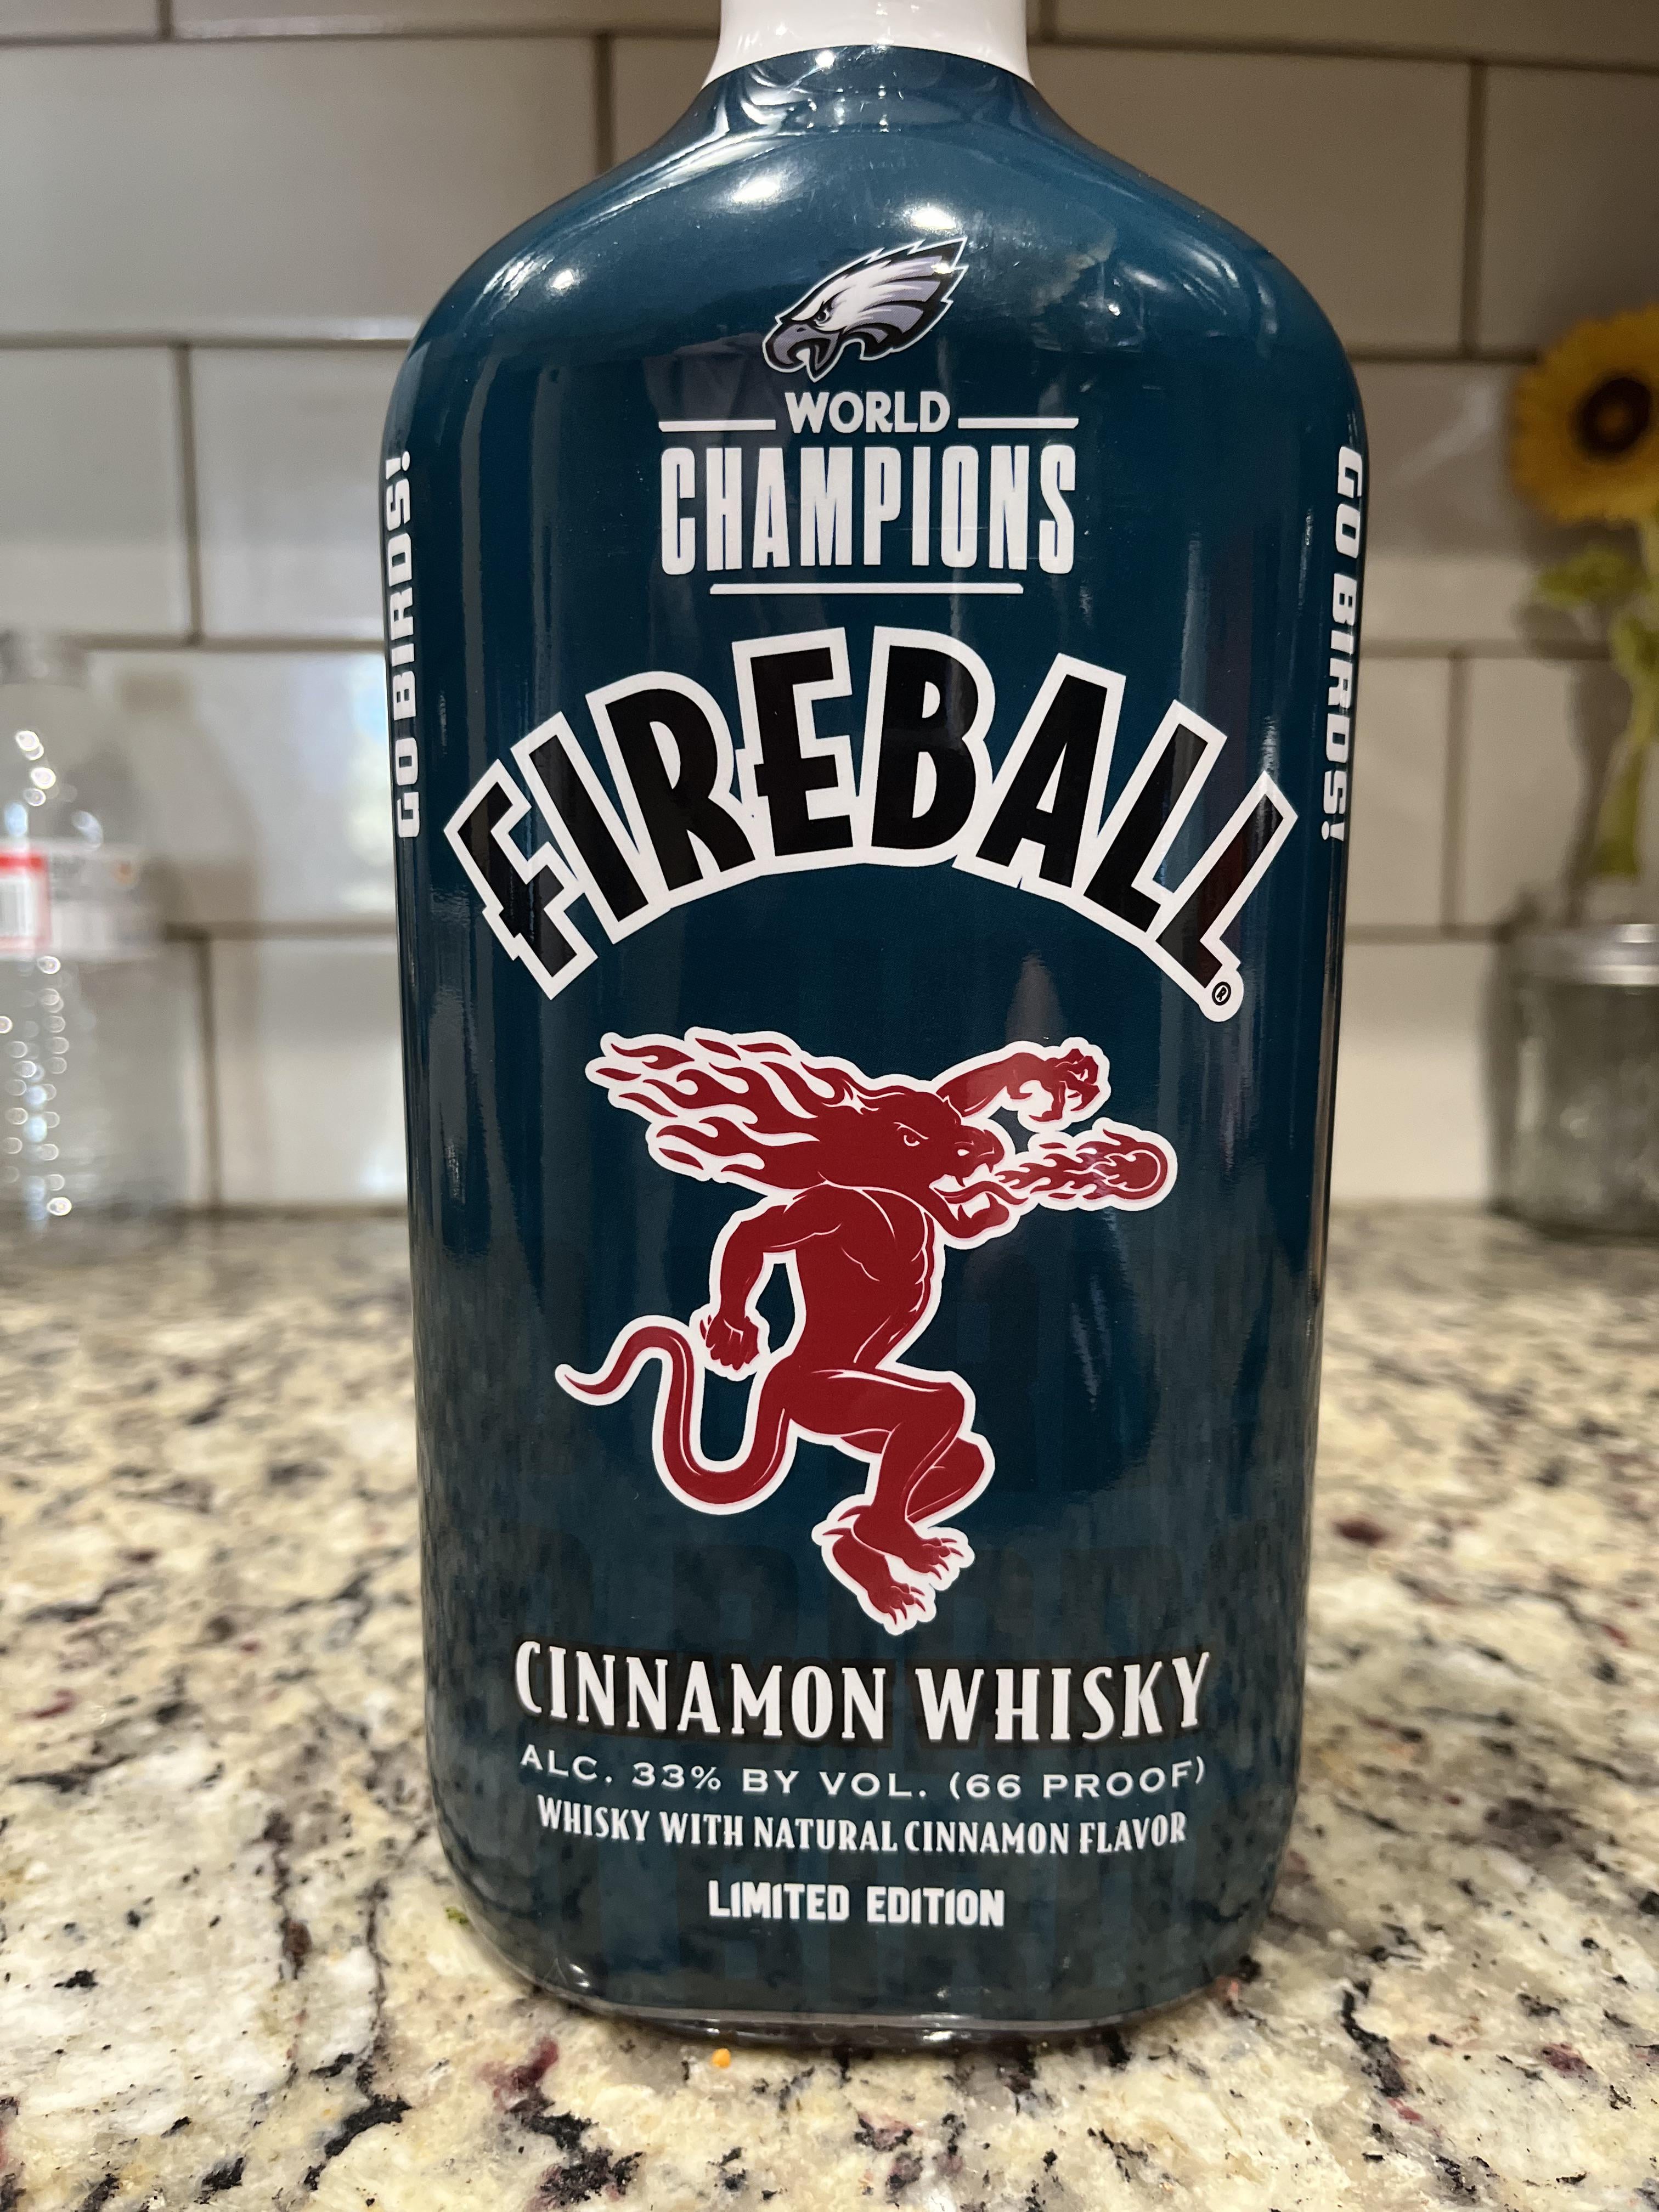 WORLD
CHAMPIONS
GO BIRDS!
GO BIRDS!
FIREBALL®
CINNAMON WHISKY
ALC. 33% BY VOL. (66 PROOF)
WHISKY WITH NATURAL CINNAMON FLAVOR
LIMITED EDITION